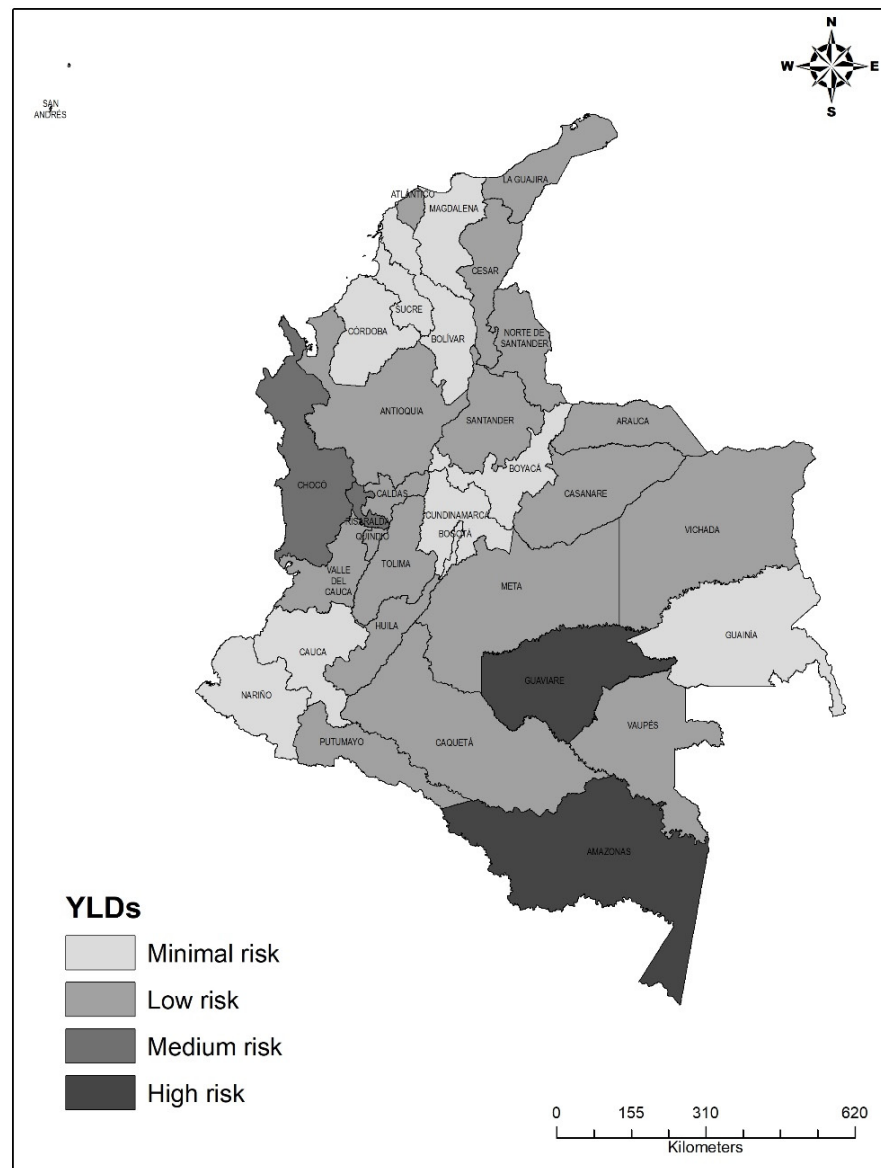 N
W E
S
SAN
ANDRÉS
LA GUAJIRA
ATLÁNTICO
MAGDALENA
CESAR
SUCRE
CÓRDOBA
BOLÍVAR
NORTE DE
SANTANDER
ANTIOQUIA
SANTANDER
ARAUCA
BOYACÁ
CHOCÓ
CALDAS
CASANARE
CUNDINAMARCA
RISARALDA
VICHADA
BOGOTÁ
QUINDIO
TOLIMA
VALLE
DEL
CAUCA
META
HUILA
GUAINÍA
CAUCA
GUAVIARE
NARIÑO
VAUPÉS
PUTUMAYO
CAQUETÁ
AMAZONAS
YLDs
Minimal risk
Low risk
Medium risk
High risk
0 155 310 620
Kilometers